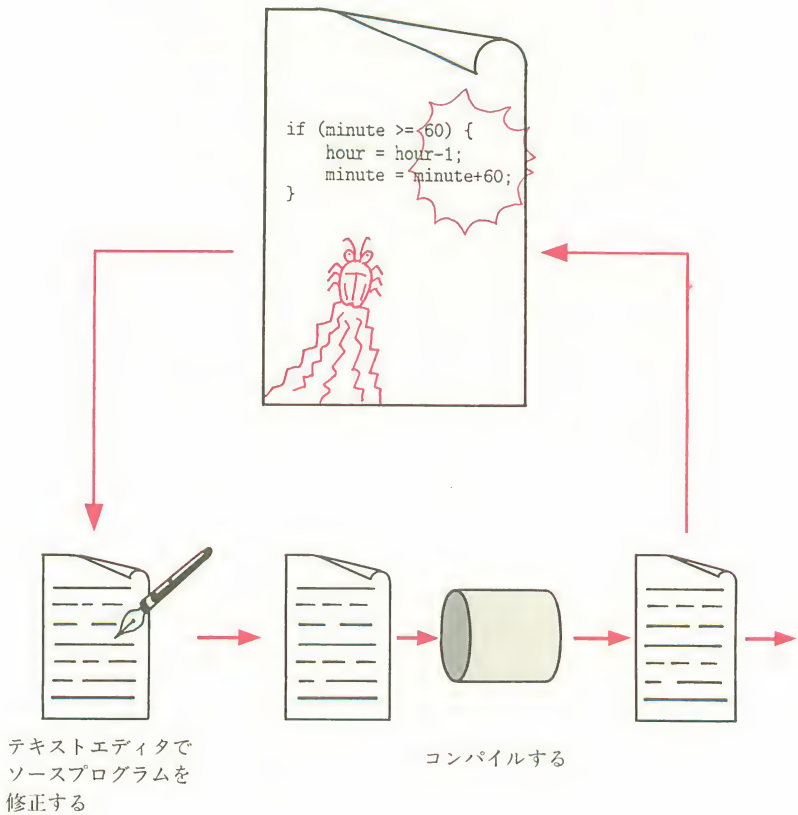 if (minute >= 60) {
    hour = hour-1;
    minute = minute+60;
}
テキストエディタで
ソースプログラムを
修正する
コンパイルする